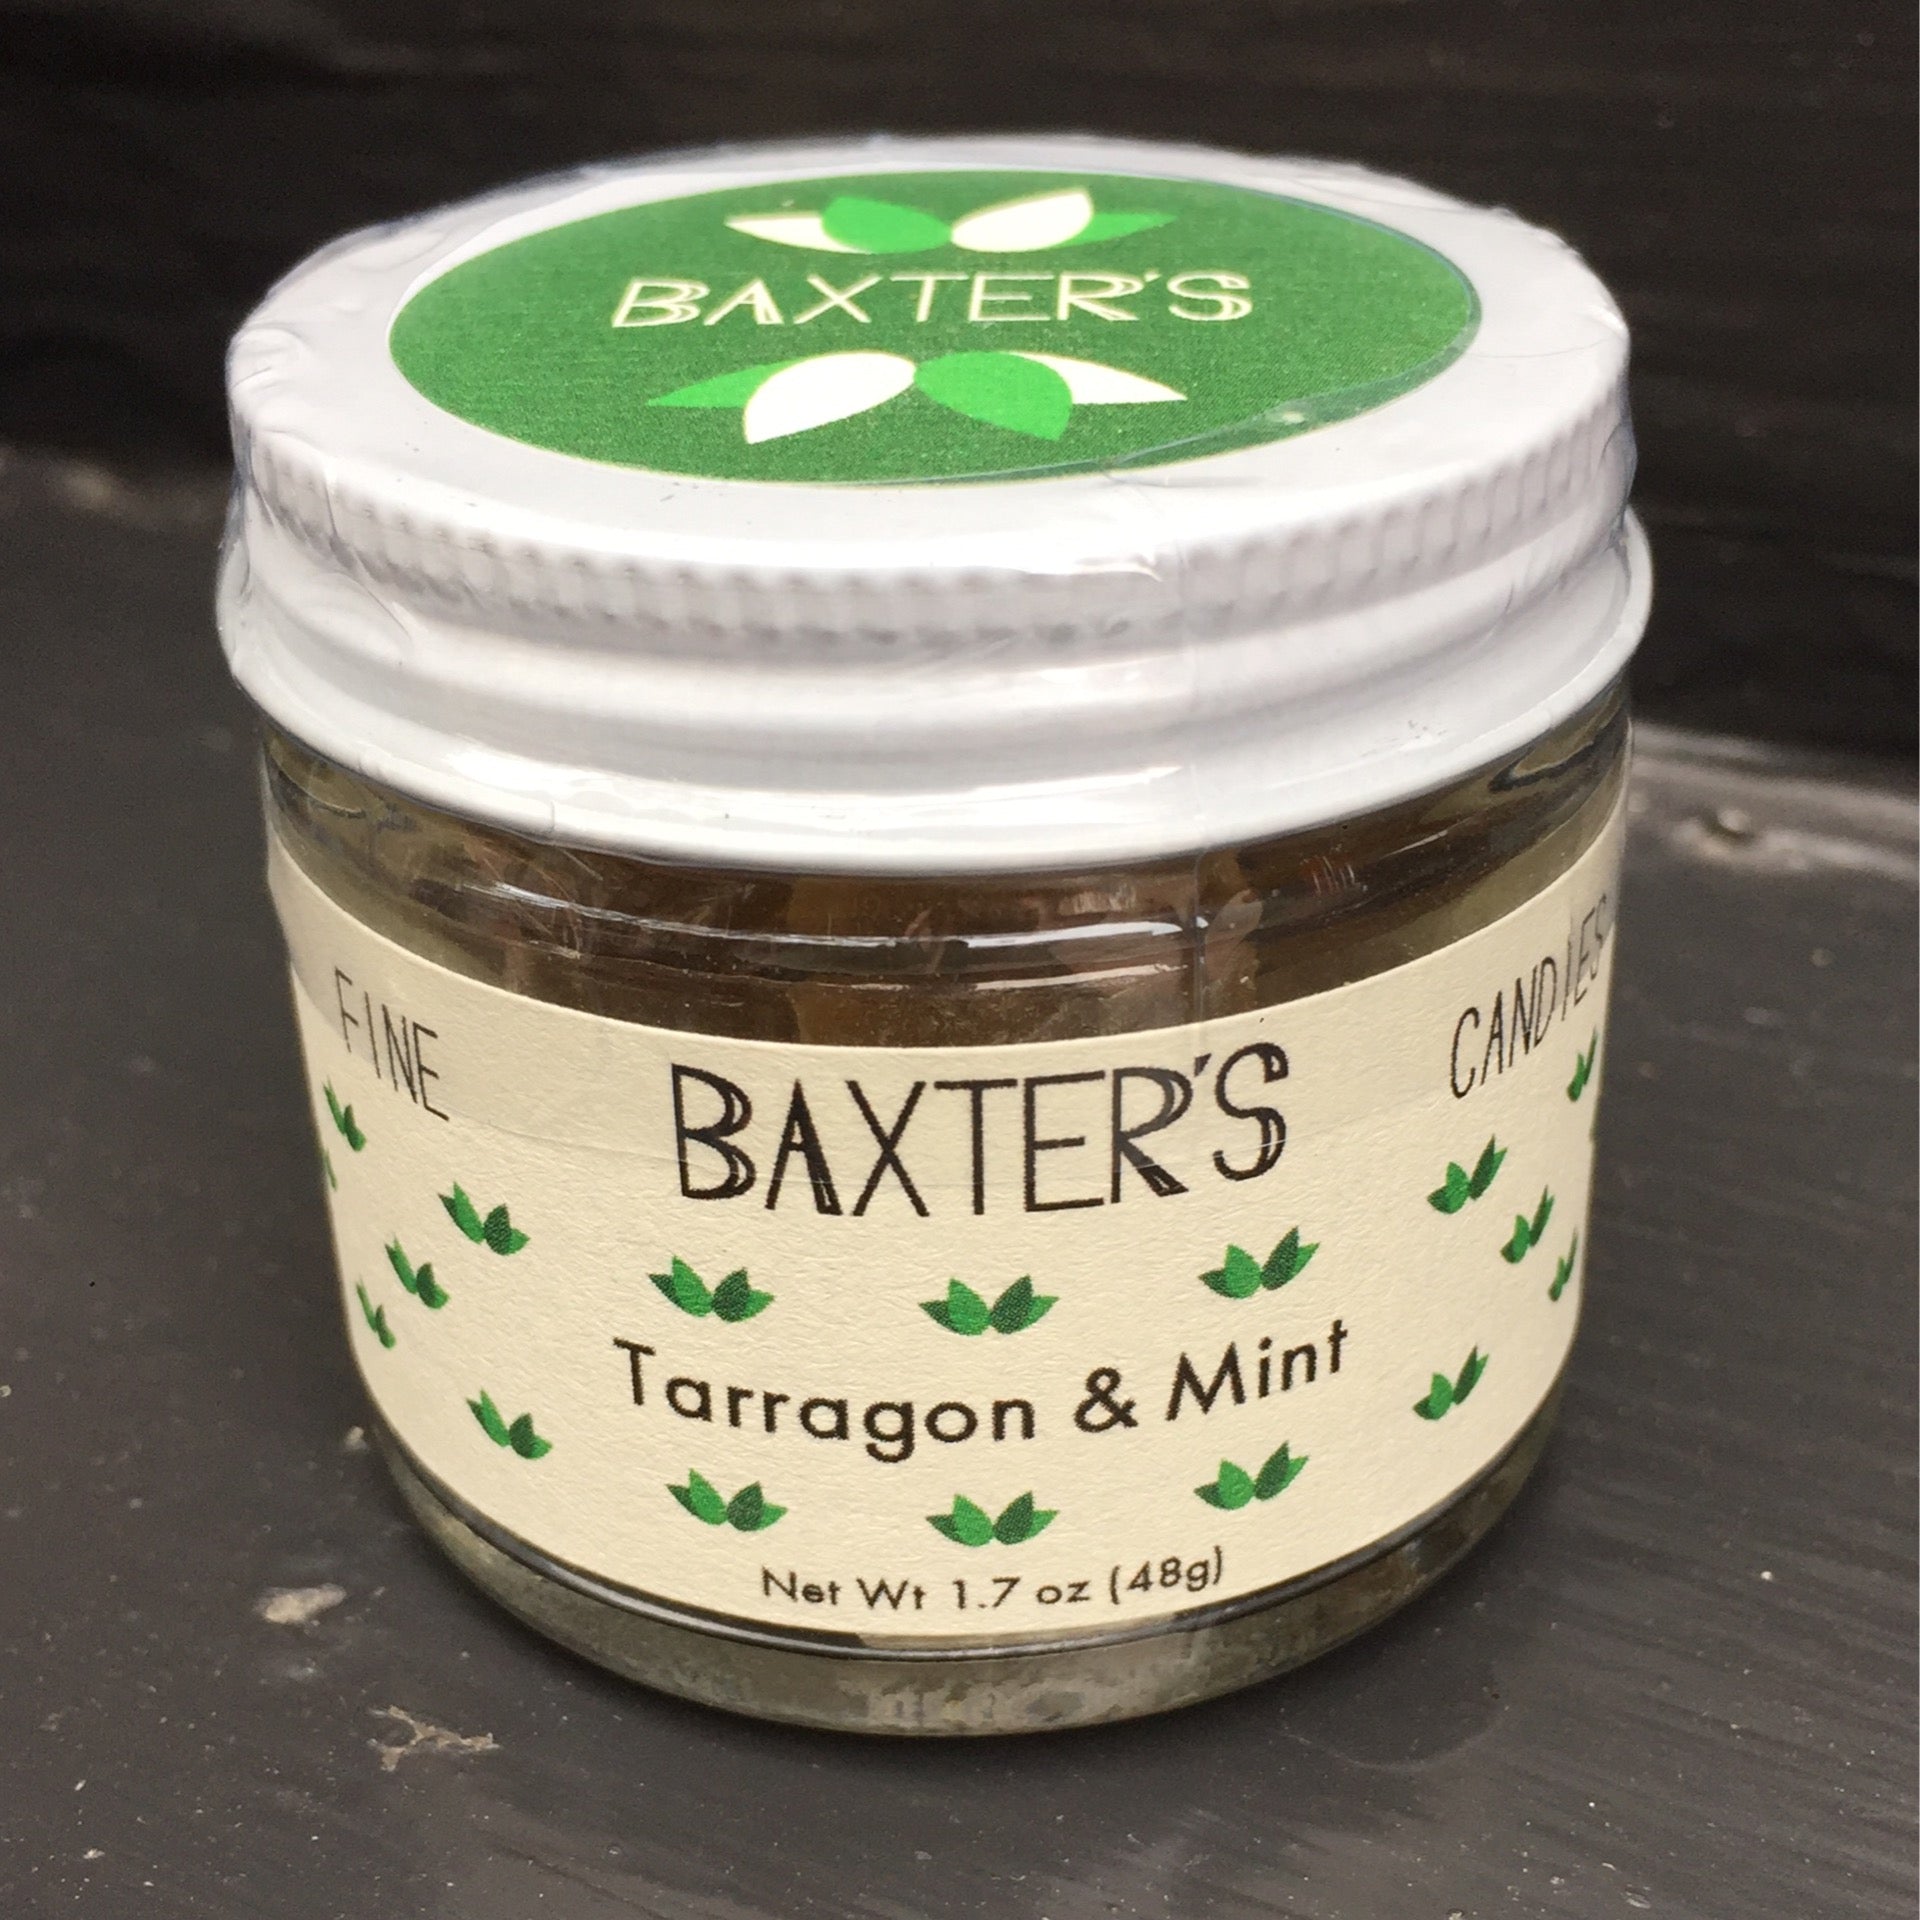 BAXTER'S
FINE
BAXTER'S
CANDIES
Tarragon & Mint
Net Wt 1.7 oz (48g)